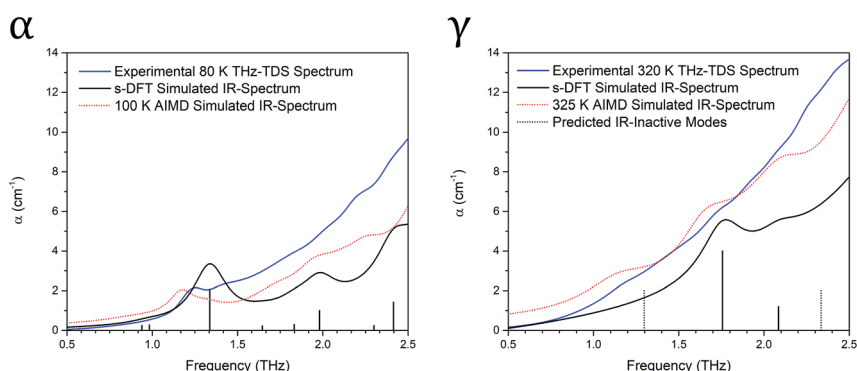 α
14
12
10
8
6
4
2
0
α (cm⁻¹)
Experimental 80 K THz-TDS Spectrum
s-DFT Simulated IR-Spectrum
100 K AIMD Simulated IR-Spectrum
0.5 1.0 1.5 2.0 2.5
Frequency (THz)
γ
14
12
10
8
6
4
2
0
α (cm⁻¹)
Experimental 320 K THz-TDS Spectrum
s-DFT Simulated IR-Spectrum
325 K AIMD Simulated IR-Spectrum
Predicted IR-Inactive Modes
0.5 1.0 1.5 2.0 2.5
Frequency (THz)